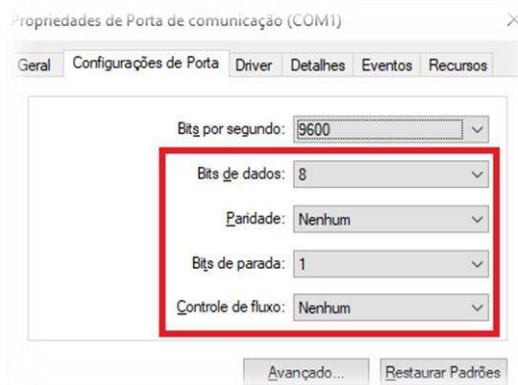 Propriedades de Porta de comunicação (COM1)
Geral Configurações de Porta Driver Detalhes Eventos Recursos
Bits por segundo: 9600
Bits de dados: 8
Paridade: Nenhum
Bits de parada: 1
Controle de fluxo: Nenhum
Avançado... Restaurar Padrões